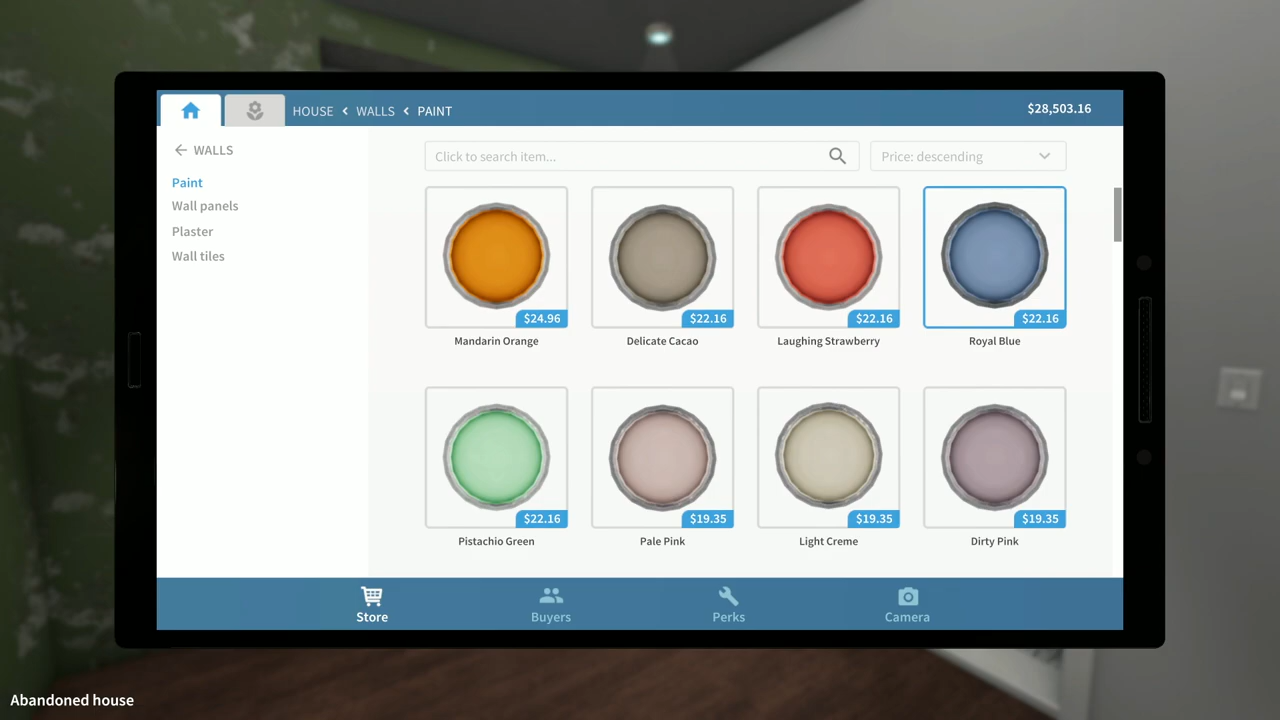 HOUSE < WALLS < PAINT
$28,503.16
WALLS
Paint
Wall panels
Plaster
Wall tiles
Click to search item...
Price: descending
$24.96
$22.16
$22.16
$22.16
Mandarin Orange
Delicate Cacao
Laughing Strawberry
Royal Blue
$22.16
$19.35
$19.35
$19.35
Pistachio Green
Pale Pink
Light Creme
Dirty Pink
Store
Buyers
Perks
Camera
Abandoned house